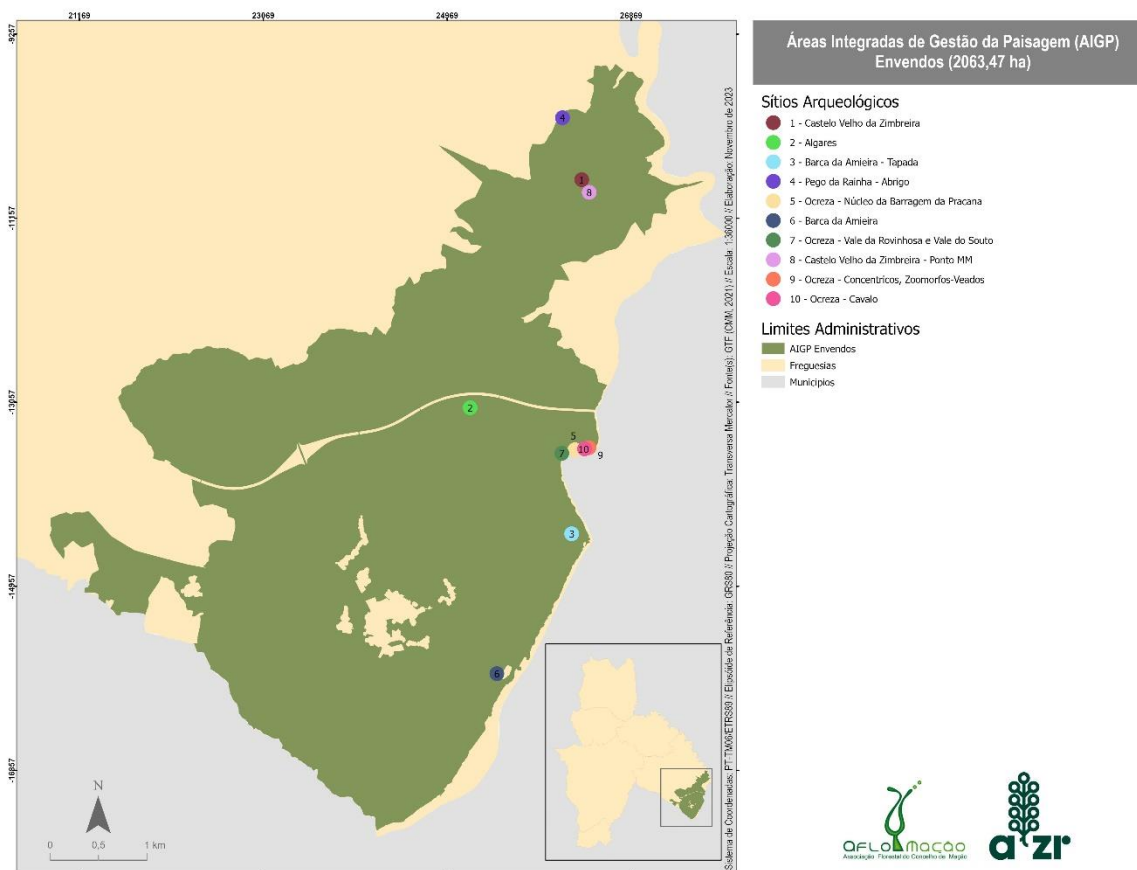 21169 23069 24969 26869
-9257
-11157
-13057
-14957
-16857
4
1
8
2
5
10
7
9
3
6
N
0 0,5 1 km
Sistema de Coordenadas: PT-TM06/ETRS89 // Elipsóide de Referência: GRS80 // Projeção Cartográfica: Transversa Mercator // Fonte(s): GTF (CMM, 2021) // Escala: 1:36000 // Elaboração: Novembro de 2023
Áreas Integradas de Gestão da Paisagem (AIGP)
Envendos (2063,47 ha)
Sítios Arqueológicos
1 - Castelo Velho da Zimbreira
2 - Algares
3 - Barca da Amieira - Tapada
4 - Pego da Rainha - Abrigo
5 - Ocreza - Núcleo da Barragem da Pracana
6 - Barca da Amieira
7 - Ocreza - Vale da Rovinhosa e Vale do Souto
8 - Castelo Velho da Zimbreira - Ponto MM
9 - Ocreza - Concentricos, Zoomorfos-Veados
10 - Ocreza - Cavalo
Limites Administrativos
AIGP Envendos
Freguesias
Municipios
aflomação
Associação Florestal do Concelho de Mação
aizr